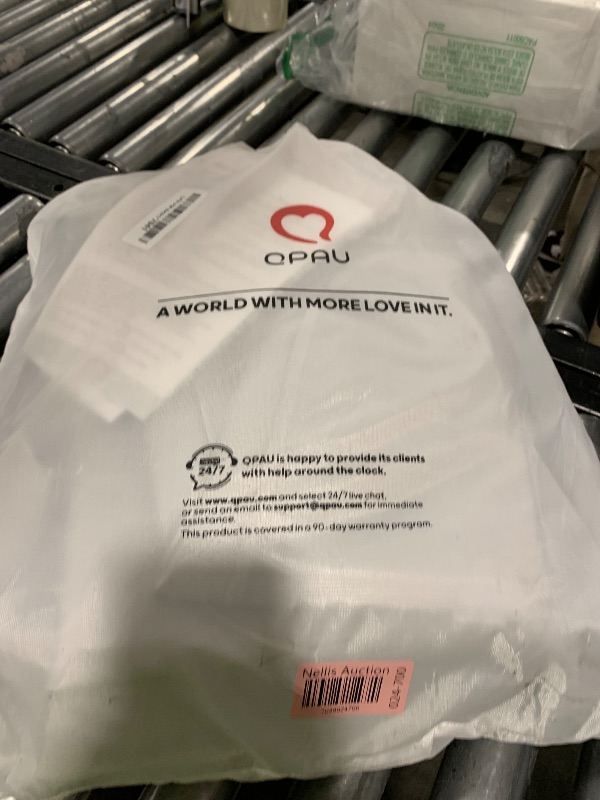 QPAU
A WORLD WITH MORE LOVE IN IT.
24/7
QPAU is happy to provide its clients
with help around the clock.
Visit www.qpau.com and select 24/7 live chat,
or send an email to support@qpau.com for immediate
assistance.
This product is covered in a 90-day warranty program.
Nellis Auction
024-700